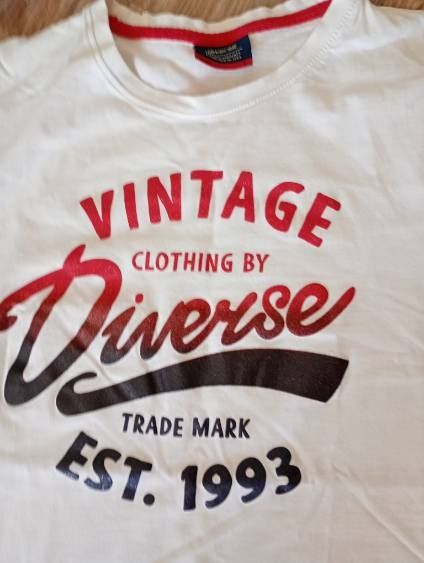 VINTAGE
CLOTHING BY
Diverse
TRADE MARK
EST. 1993